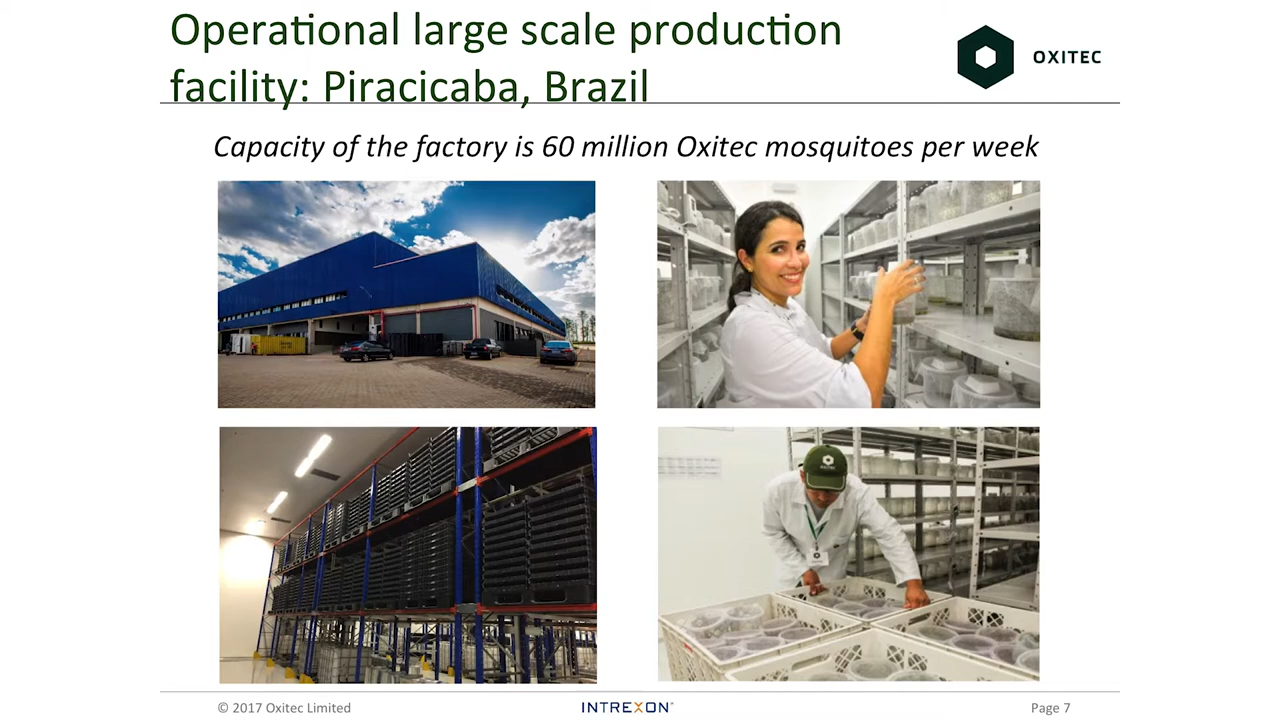 Operational large scale production
facility: Piracicaba, Brazil
OXITEC
Capacity of the factory is 60 million Oxitec mosquitoes per week
OXITEC
© 2017 Oxitec Limited
INTREXON
Page 7